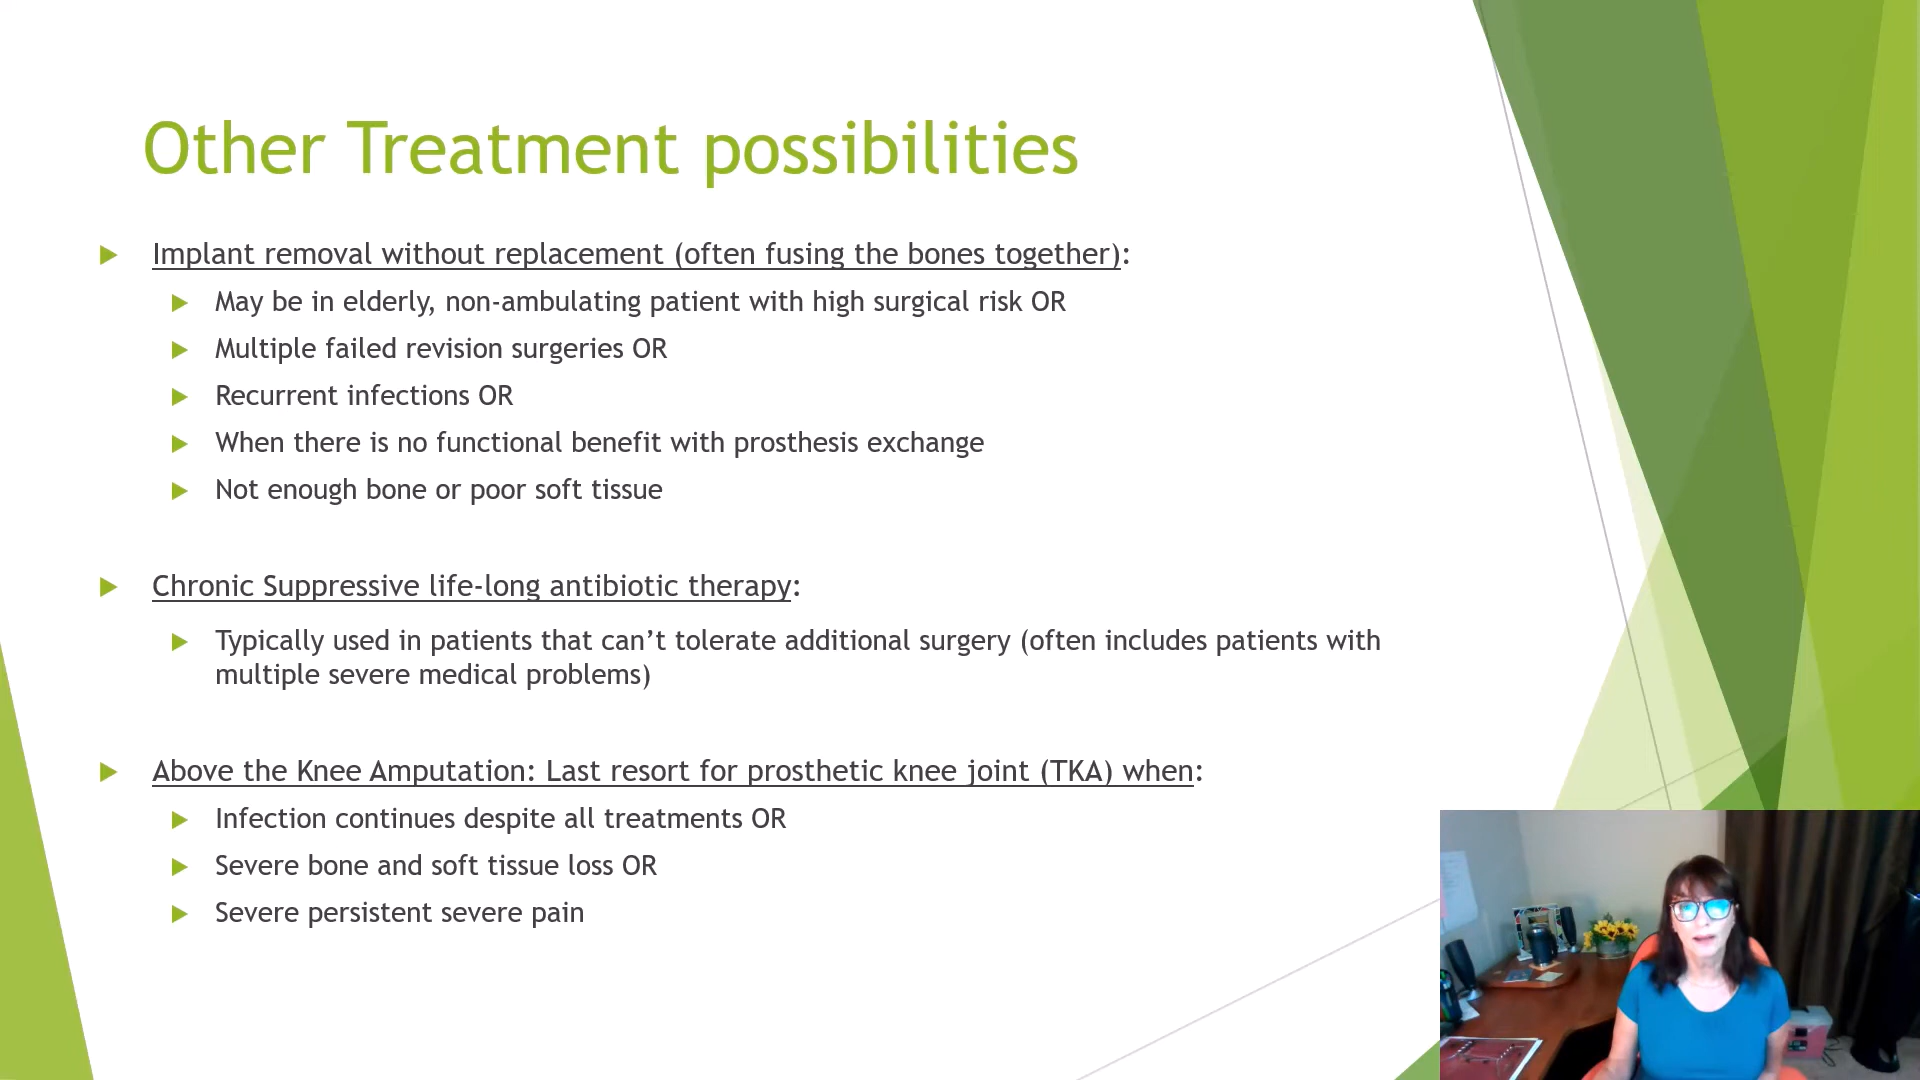 Other Treatment possibilities
Implant removal without replacement (often fusing the bones together):
May be in elderly, non-ambulating patient with high surgical risk OR
Multiple failed revision surgeries OR
Recurrent infections OR
When there is no functional benefit with prosthesis exchange
Not enough bone or poor soft tissue
Chronic Suppressive life-long antibiotic therapy:
Typically used in patients that can’t tolerate additional surgery (often includes patients with
multiple severe medical problems)
Above the Knee Amputation: Last resort for prosthetic knee joint (TKA) when:
Infection continues despite all treatments OR
Severe bone and soft tissue loss OR
Severe persistent severe pain